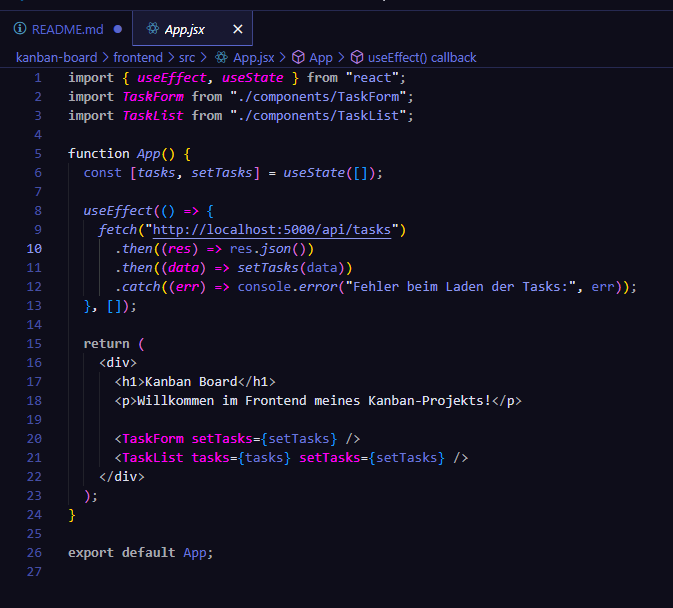 README.md App.jsx
kanban-board > frontend > src > App.jsx > App > useEffect() callback
1 import { useEffect, useState } from "react";
2 import TaskForm from "./components/TaskForm";
3 import TaskList from "./components/TaskList";
4
5 function App() {
6   const [tasks, setTasks] = useState([]);
7
8   useEffect(() => {
9     fetch("http://localhost:5000/api/tasks")
10       .then((res) => res.json())
11       .then((data) => setTasks(data))
12       .catch((err) => console.error("Fehler beim Laden der Tasks:", err));
13   }, []);
14
15   return (
16     <div>
17       <h1>Kanban Board</h1>
18       <p>Willkommen im Frontend meines Kanban-Projekts!</p>
19
20       <TaskForm setTasks={setTasks} />
21       <TaskList tasks={tasks} setTasks={setTasks} />
22     </div>
23   );
24 }
25
26 export default App;
27